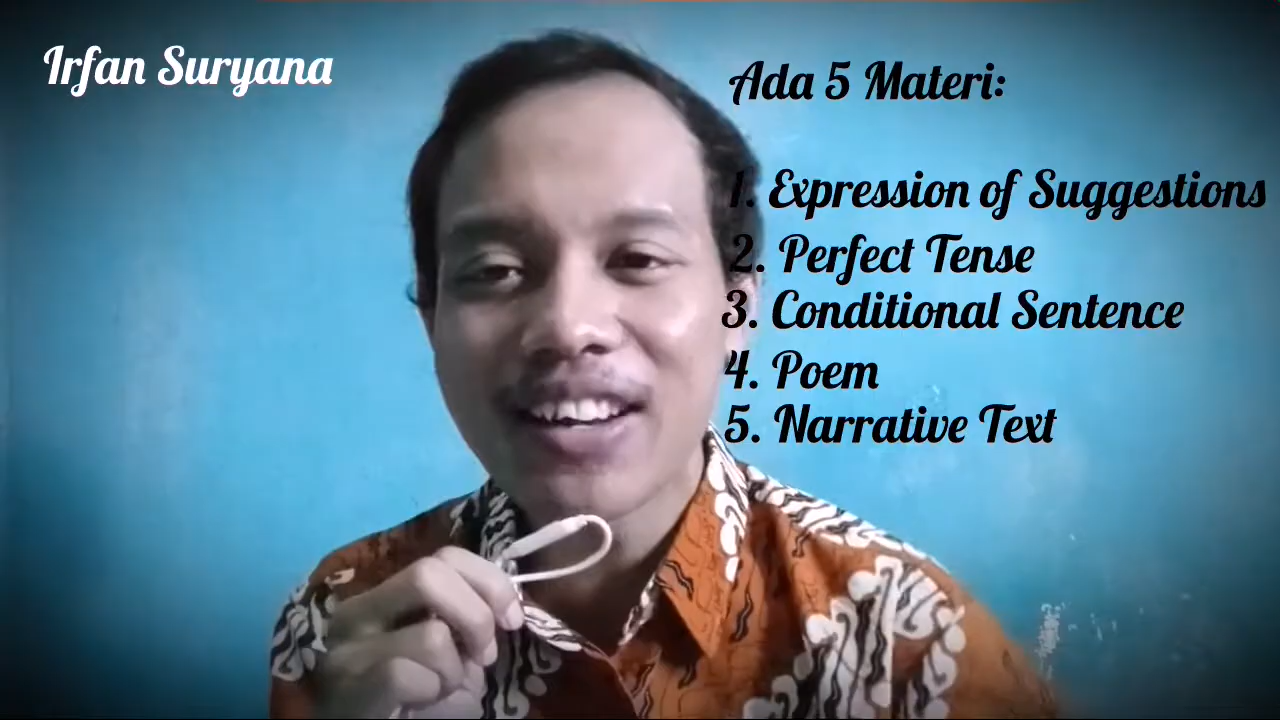 Irfan Suryana
Ada 5 Materi:
1. Expression of Suggestions
2. Perfect Tense
3. Conditional Sentence
4. Poem
5. Narrative Text